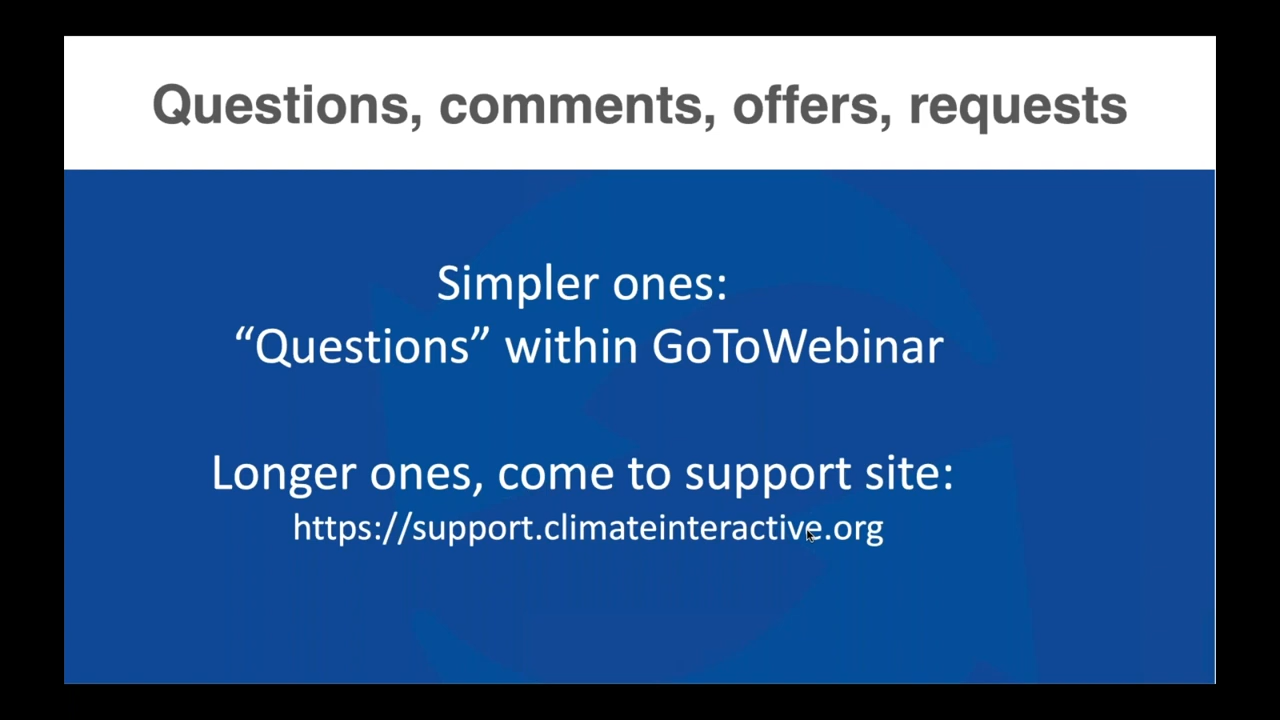 Questions, comments, offers, requests
Simpler ones:
“Questions” within GoToWebinar
Longer ones, come to support site:
https://support.climateinteractive.org